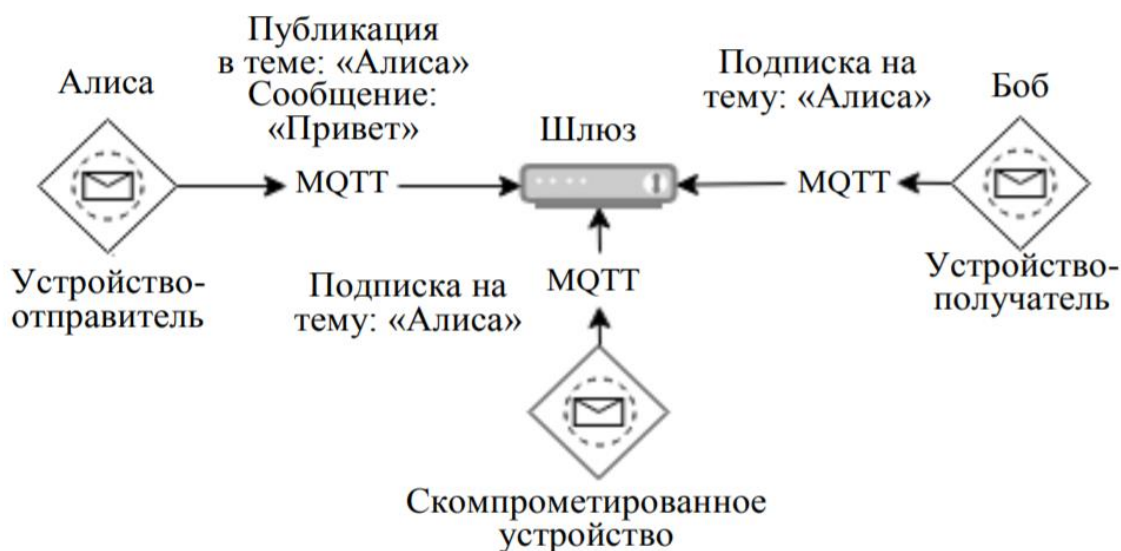 Алиса
Публикация
в теме: «Алиса»
Сообщение:
«Привет»
MQTT
Устройство-
отправитель
Шлюз
Подписка на
тему: «Алиса»
MQTT
Боб
Устройство-
получатель
Подписка на
тему: «Алиса»
MQTT
Скомпрометированное
устройство